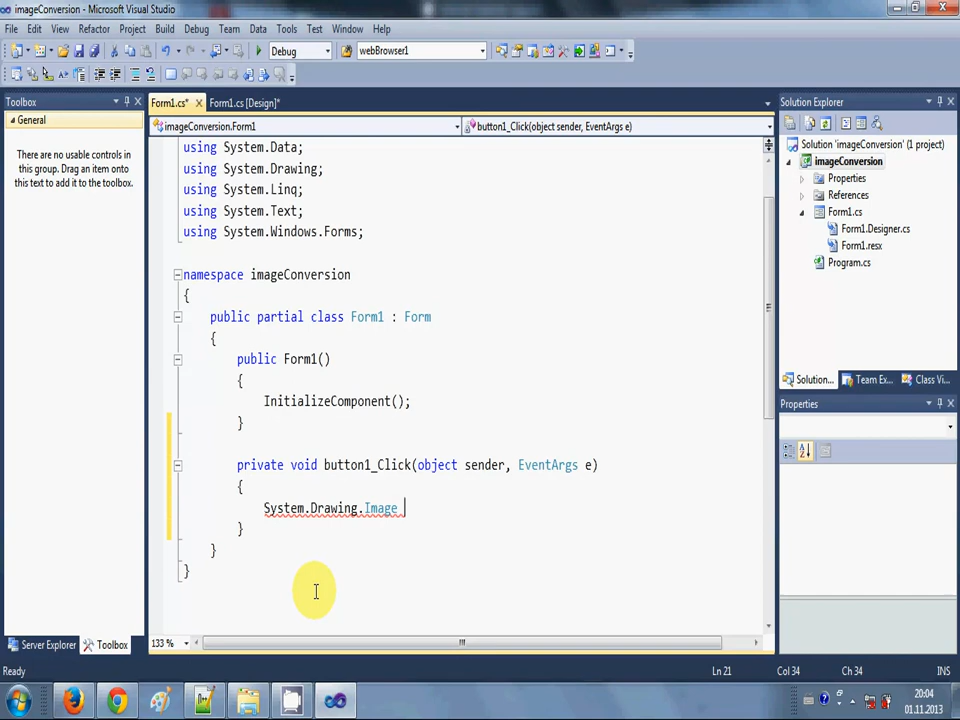 imageConversion - Microsoft Visual Studio
File Edit View Refactor Project Build Debug Team Data Tools Test Window Help
Debug webBrowser1
Toolbox
General
There are no usable controls in
this group. Drag an item onto
this text to add it to the toolbox.
Server Explorer Toolbox
Form1.cs* Form1.cs [Design]*
imageConversion.Form1 button1_Click(object sender, EventArgs e)
using System.Data;
using System.Drawing;
using System.Linq;
using System.Text;
using System.Windows.Forms;
namespace imageConversion
{
public partial class Form1 : Form
{
public Form1()
{
InitializeComponent();
}
private void button1_Click(object sender, EventArgs e)
{
System.Drawing.Image
}
}
}
133 %
Solution Explorer
Solution 'imageConversion' (1 project)
imageConversion
Properties
References
Form1.cs
Form1.Designer.cs
Form1.resx
Program.cs
Solution... Team Ex... Class Vi...
Properties
Ready Ln 21 Col 34 Ch 34 INS
20:04
01.11.2013